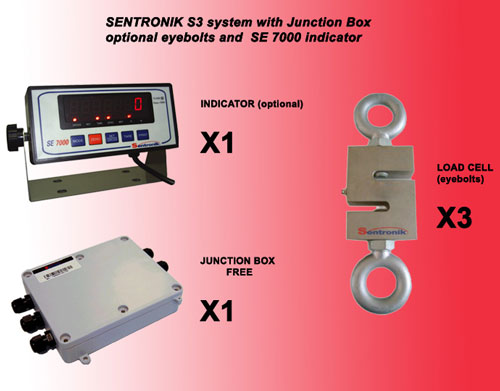 SENTRONIK S3 system with Junction Box
optional eyebolts and SE 7000 indicator
INDICATOR (optional)
X1
0
SE 7000
Sentronik
LOAD CELL
(eyebolts)
X3
Sentronik
JUNCTION BOX
FREE
X1